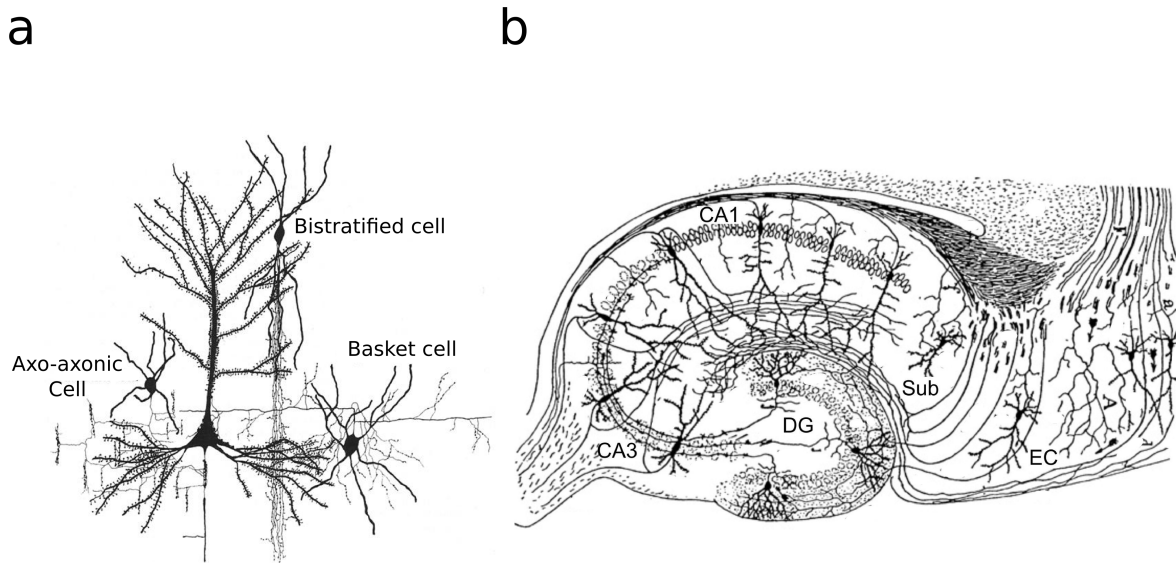 a
b
Bistratified cell
Axo-axonic
Cell
Basket cell
CA1
Sub
DG
CA3
EC
A